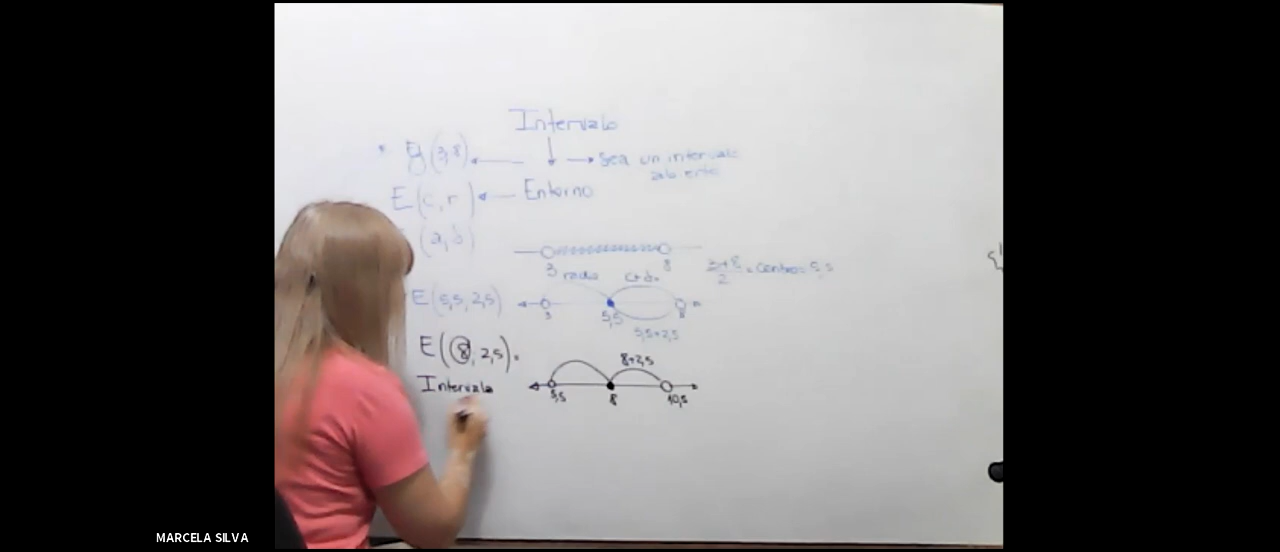 Intervalo
(3,8)
Sea un intervalo
abierto
E(c,r)
Entorno
(a,b)
3
8
radio
3+8
2
= centro = 5,5
E(5,5, 2,5)
3
5,5
8
5,5+2,5
E(8, 2,5)
8+2,5
Intervalo
5,5
8
10,5
MARCELA SILVA